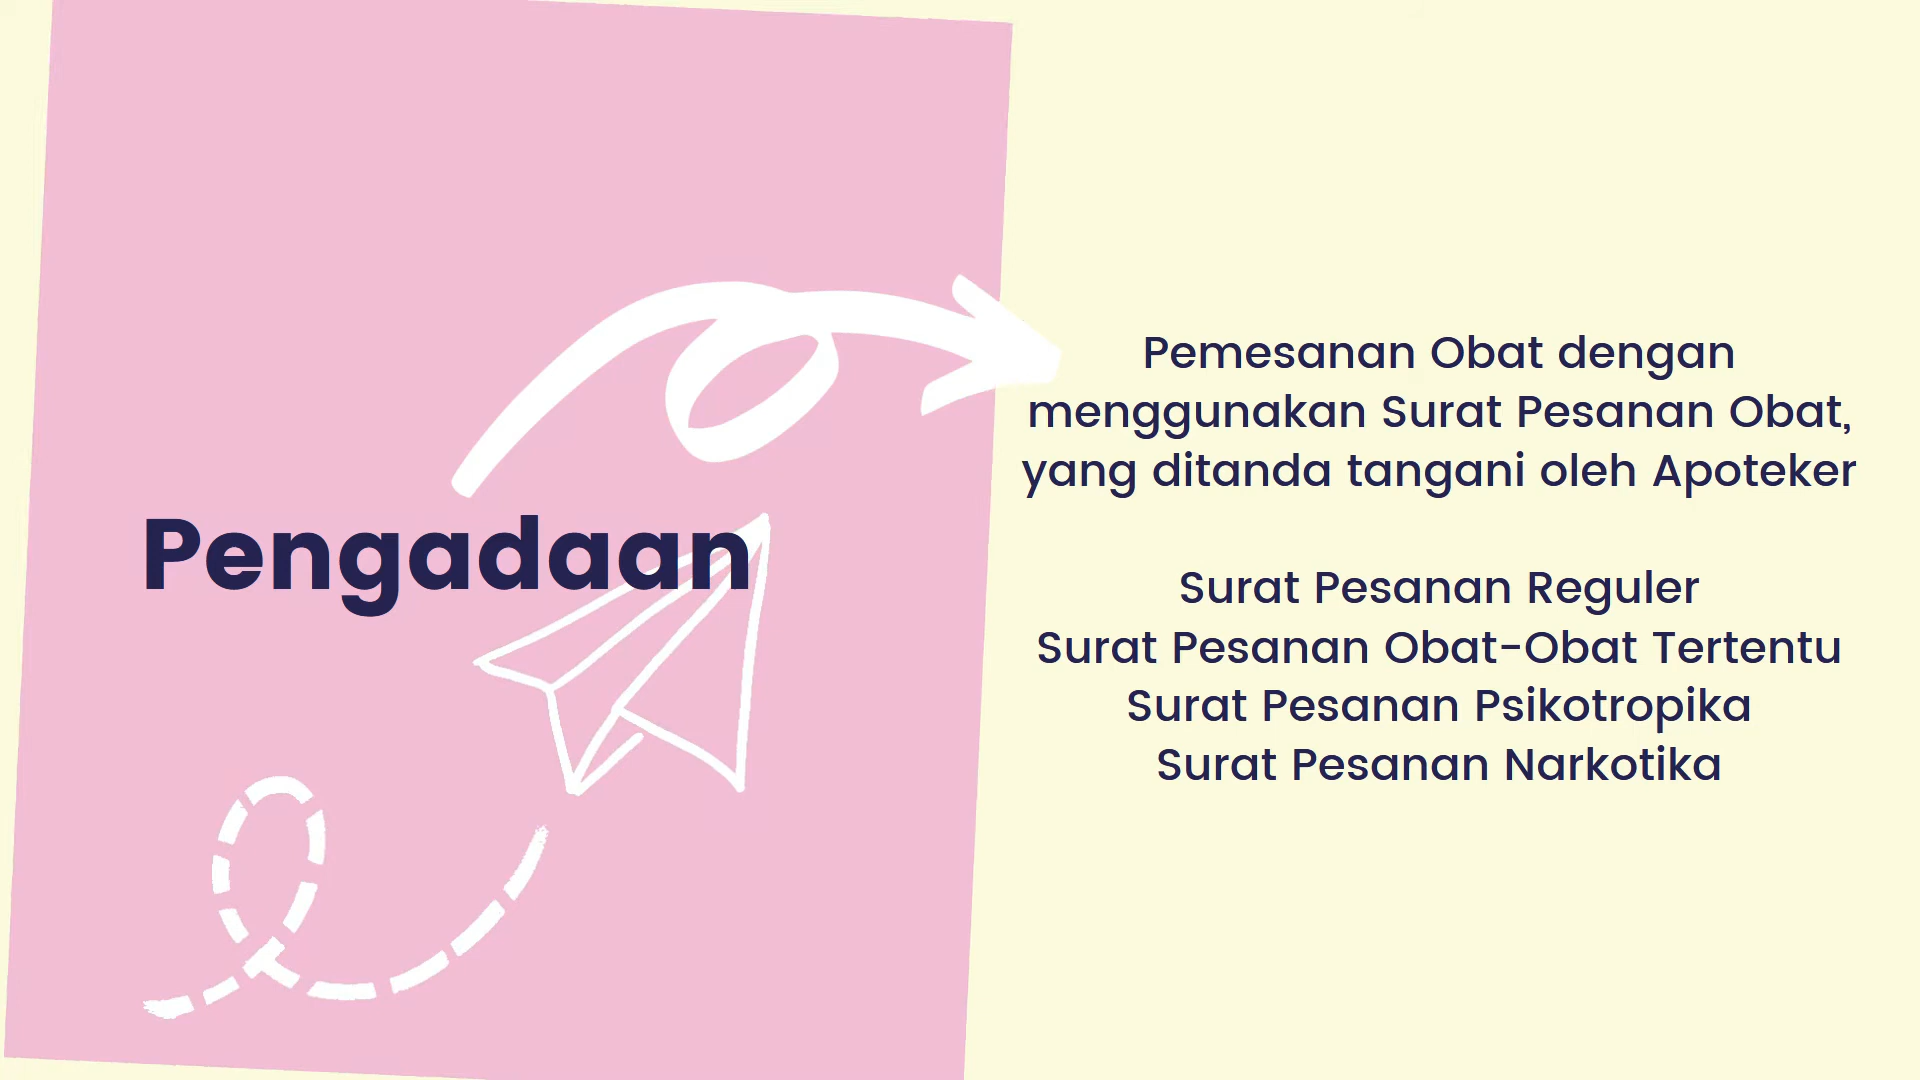 Pengadaan
Pemesanan Obat dengan
menggunakan Surat Pesanan Obat,
yang ditanda tangani oleh Apoteker
Surat Pesanan Reguler
Surat Pesanan Obat-Obat Tertentu
Surat Pesanan Psikotropika
Surat Pesanan Narkotika